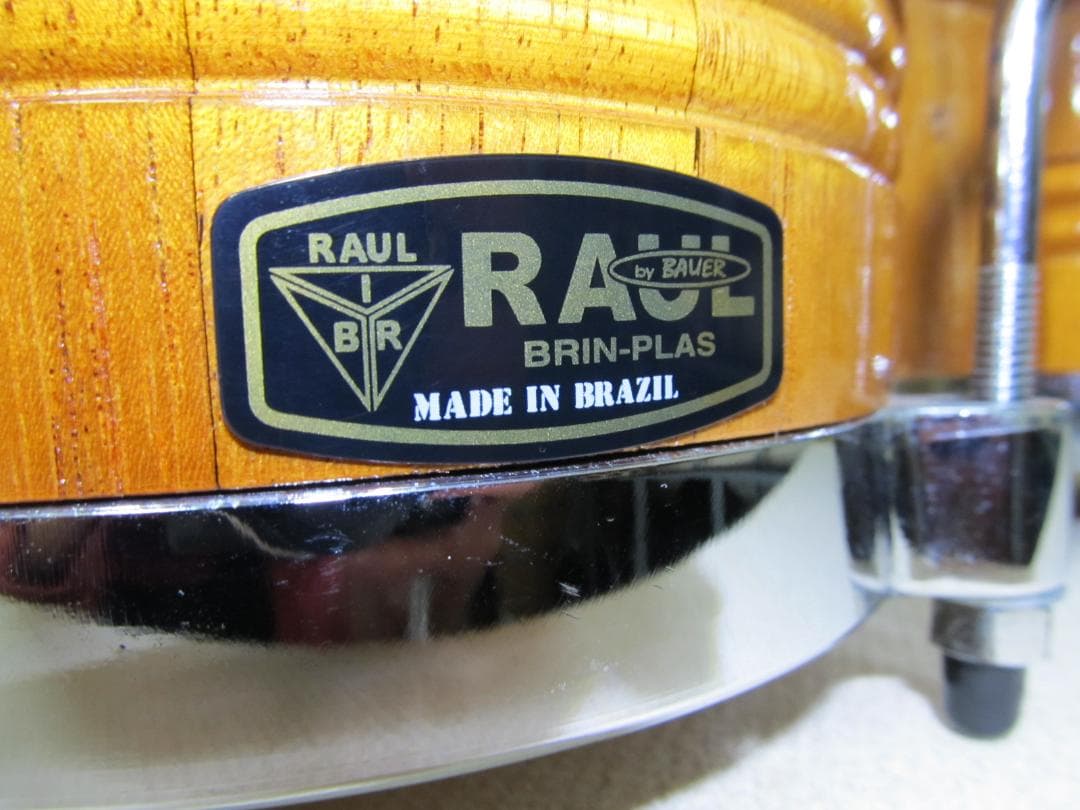 RAUL
I
B R
RAUL
by BAUER
BRIN-PLAS
MADE IN BRAZIL